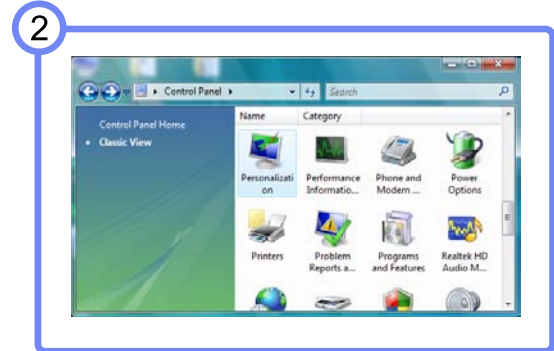 2
Control Panel
Search
Control Panel Home
Classic View
Name Category
Personalizati
on
Performance
Informatio...
Phone and
Modem ...
Power
Options
Printers
Problem
Reports a...
Programs
and Features
Realtek HD
Audio M...